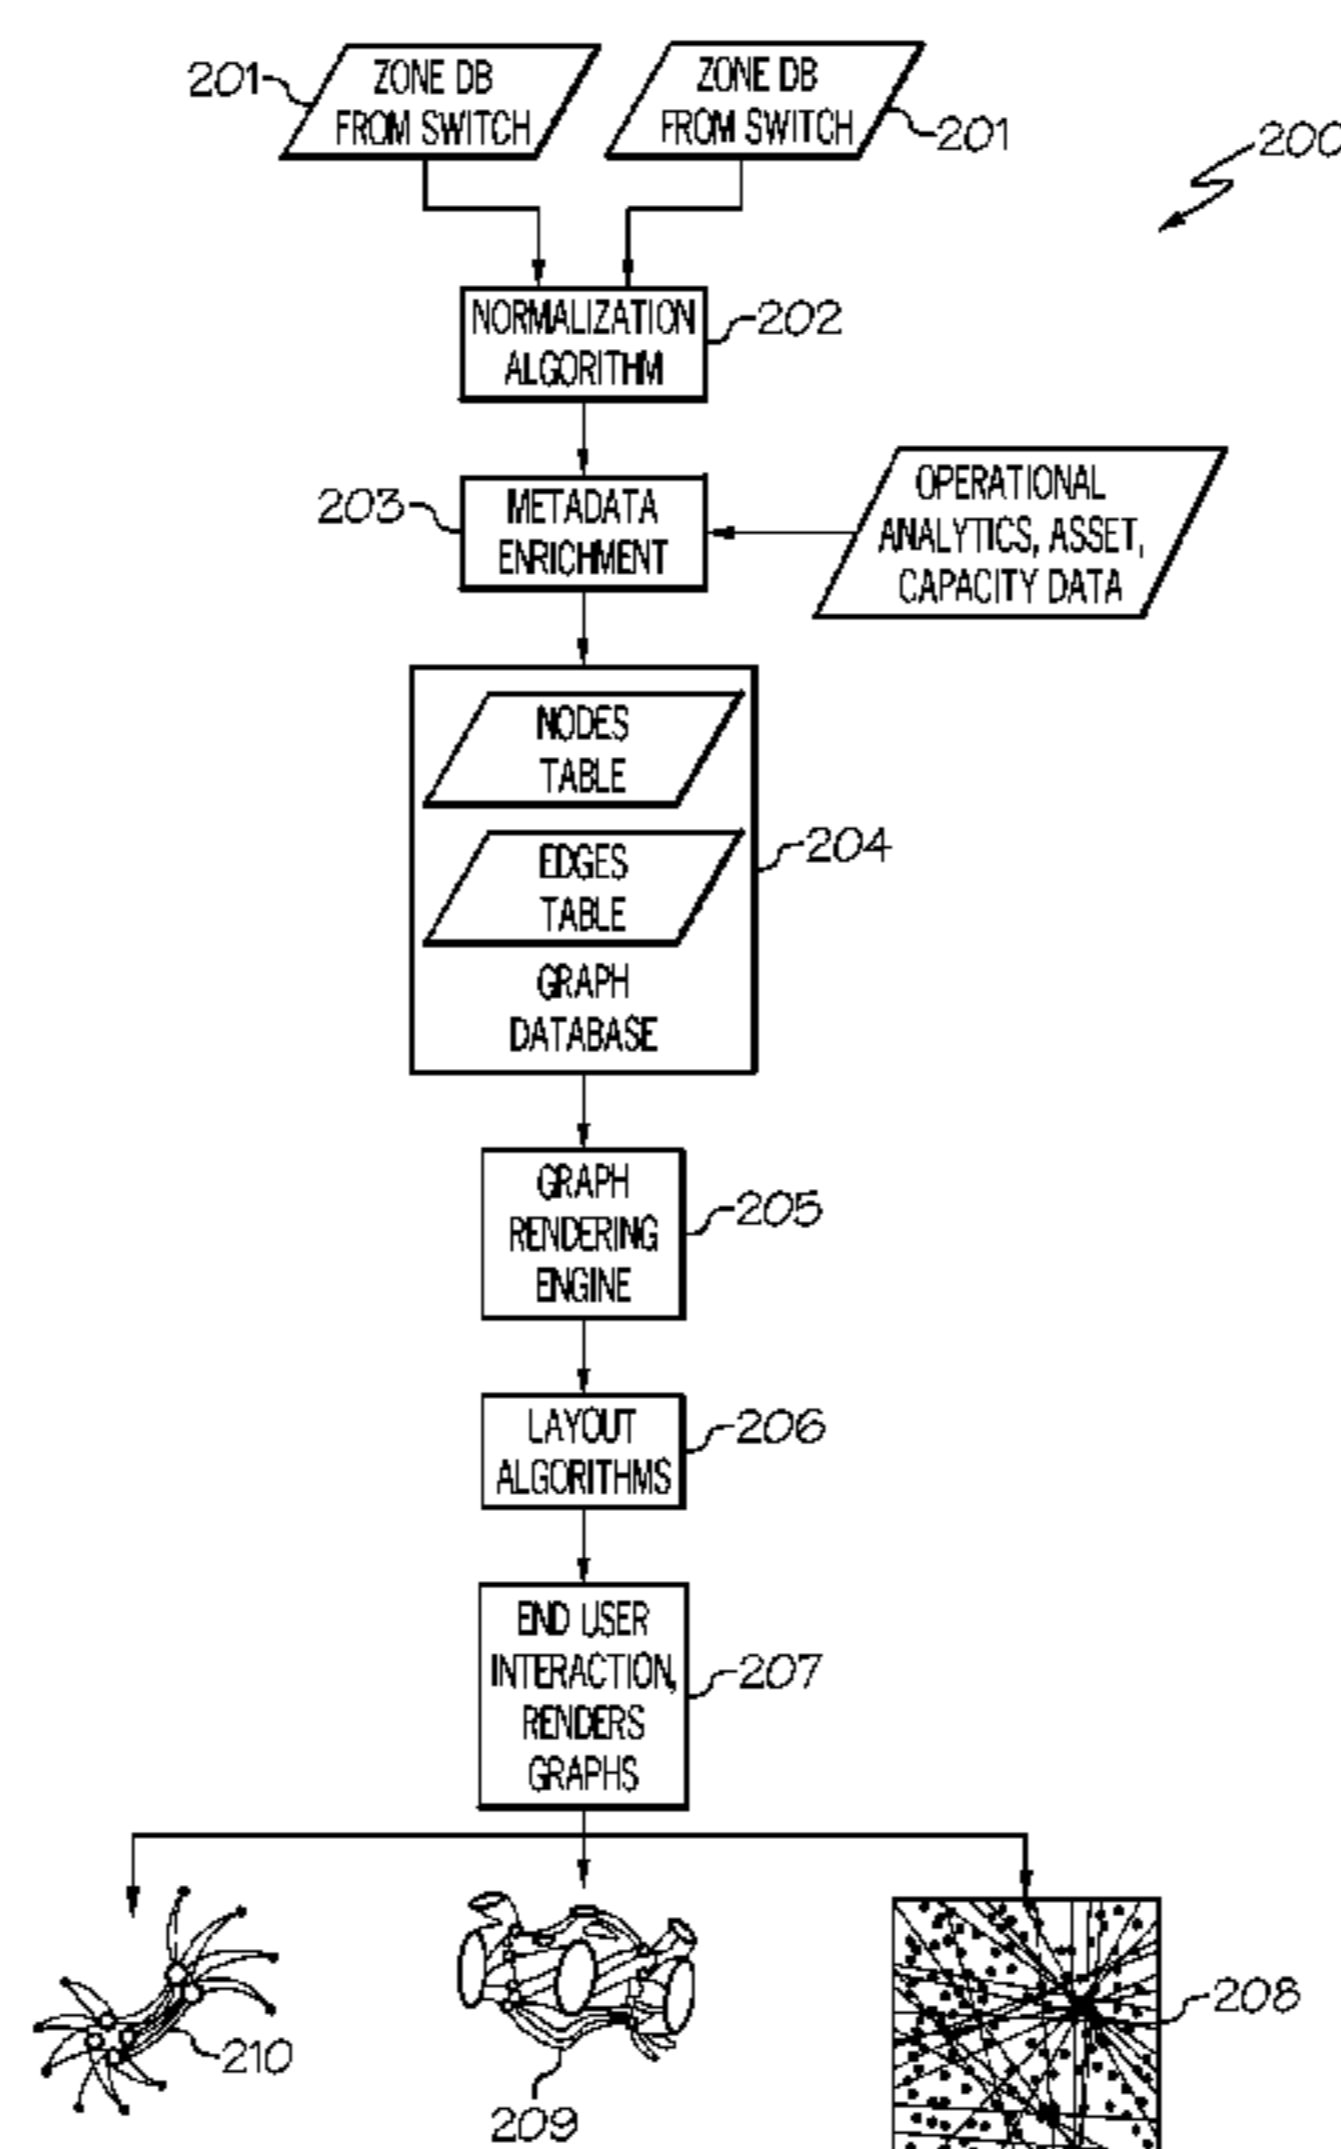 201
ZONE DB
FROM SWITCH
ZONE DB
FROM SWITCH
201
200
NORMALIZATION
ALGORITHM
202
203
METADATA
ENRICHMENT
OPERATIONAL
ANALYTICS, ASSET,
CAPACITY DATA
NODES
TABLE
EDGES
TABLE
204
GRAPH
DATABASE
GRAPH
RENDERING
ENGINE
205
LAYOUT
ALGORITHMS
206
END USER
INTERACTION,
RENDERS
GRAPHS
207
210
209
208